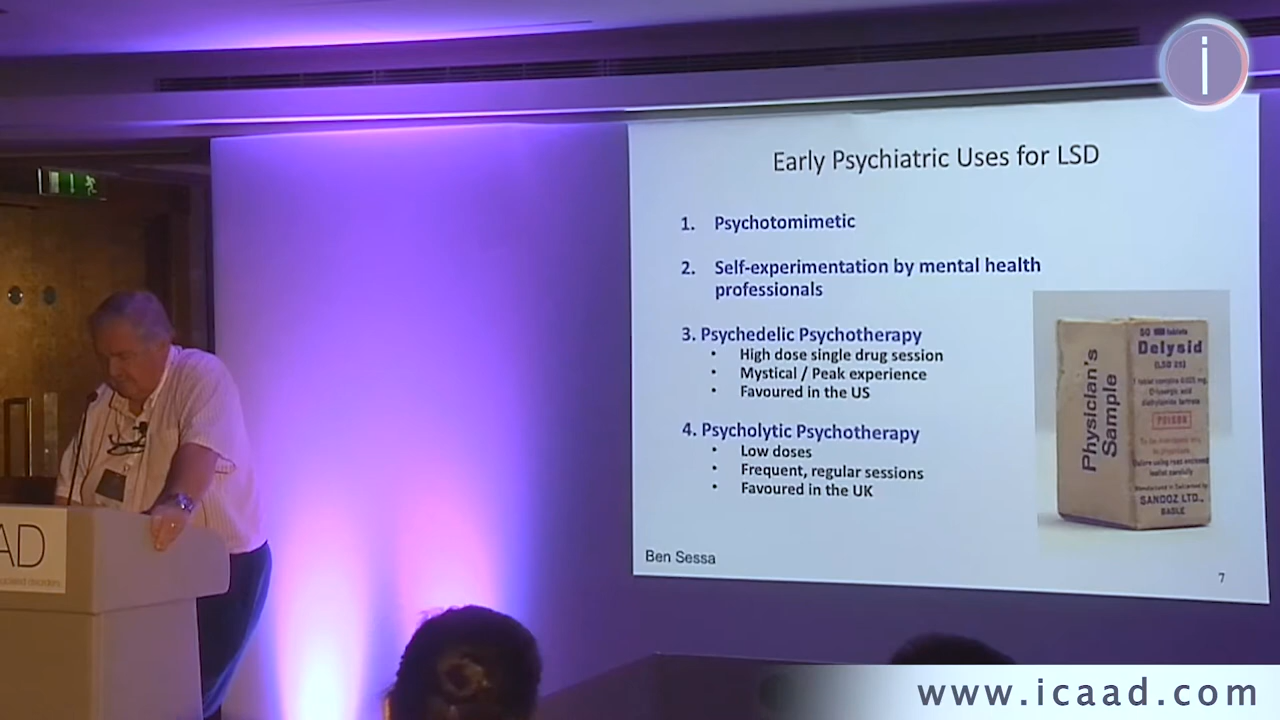 i
Early Psychiatric Uses for LSD
1. Psychotomimetic
2. Self-experimentation by mental health
professionals
3. Psychedelic Psychotherapy
• High dose single drug session
• Mystical / Peak experience
• Favoured in the US
4. Psycholytic Psychotherapy
• Low doses
• Frequent, regular sessions
• Favoured in the UK
Physician's
Sample
50 tablets
Delysid
(LSD 25)
POISON
SANDOZ LTD.,
BASLE
Ben Sessa
7
AD
www.icaad.com